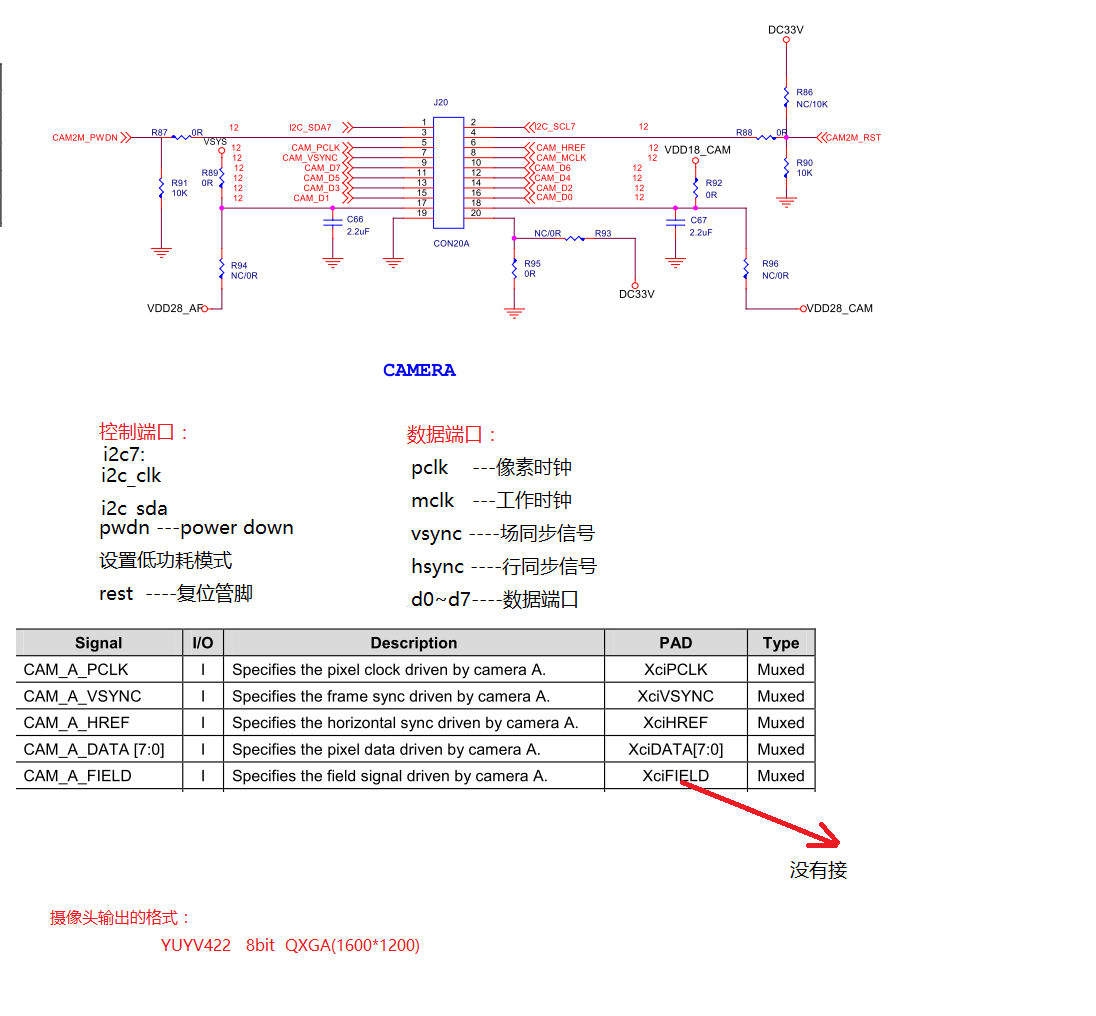 DC33V
R86
NC/10K
J20
CAM2M_PWDN R87 0R 12 I2C_SDA7 1 2 I2C_SCL7 12 R88 0R CAM2M_RST
3 4
VSYS 12 CAM_PCLK 5 6 CAM_HREF 12
12 CAM_VSYNC 7 8 CAM_MCLK 12 VDD18_CAM
12 CAM_D7 9 10 CAM_D6 12
R89 12 CAM_D5 11 12 CAM_D4 12
R90
10K
R91 0R 12 CAM_D3 13 14 CAM_D2 12 R92
10K 12 CAM_D1 15 16 CAM_D0 12 0R
17 18
19 20
C66
2.2uF
C67
2.2uF
CON20A
NC/0R R93
R94
NC/0R
R95
0R
R96
NC/0R
DC33V
VDD28_AF
VDD28_CAM
CAMERA
控制端口：
i2c7:
i2c_clk
i2c_sda
pwdn ---power down
设置低功耗模式
rest ----复位管脚
数据端口：
pclk ---像素时钟
mclk ---工作时钟
vsync ----场同步信号
hsync ----行同步信号
d0~d7----数据端口
Signal I/O Description PAD Type
CAM_A_PCLK I Specifies the pixel clock driven by camera A. XciPCLK Muxed
CAM_A_VSYNC I Specifies the frame sync driven by camera A. XciVSYNC Muxed
CAM_A_HREF I Specifies the horizontal sync driven by camera A. XciHREF Muxed
CAM_A_DATA [7:0] I Specifies the pixel data driven by camera A. XciDATA[7:0] Muxed
CAM_A_FIELD I Specifies the field signal driven by camera A. XciFIELD Muxed
没有接
摄像头输出的格式：
YUYV422 8bit QXGA(1600*1200)